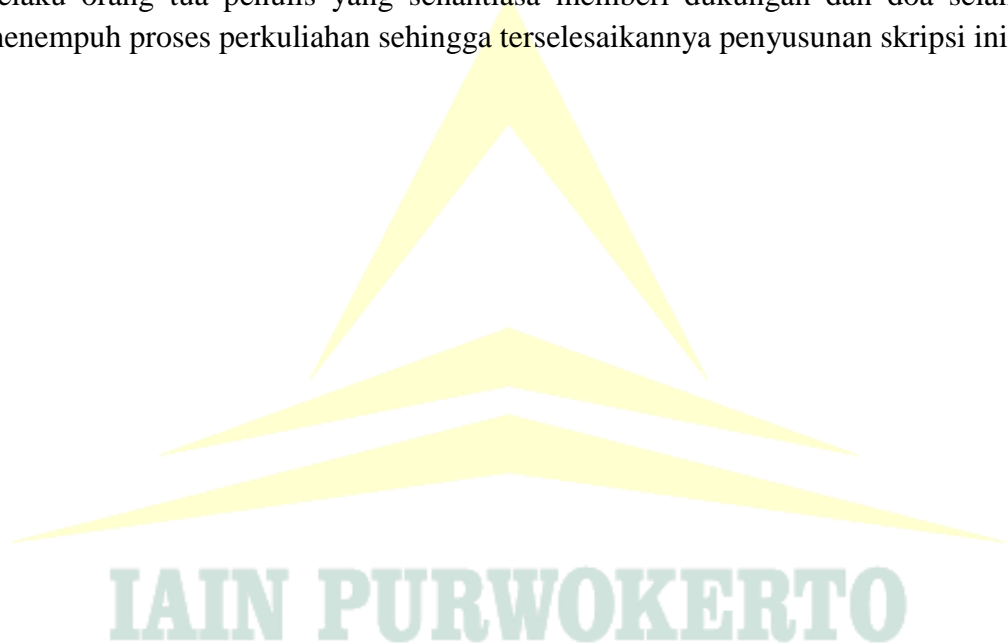 selaku orang tua penulis yang senantiasa memberi dukungan dan doa
menempuh proses perkuliahan sehingga terselesaikannya penyusunan skripsi ini
IAIN PURWOKERTO